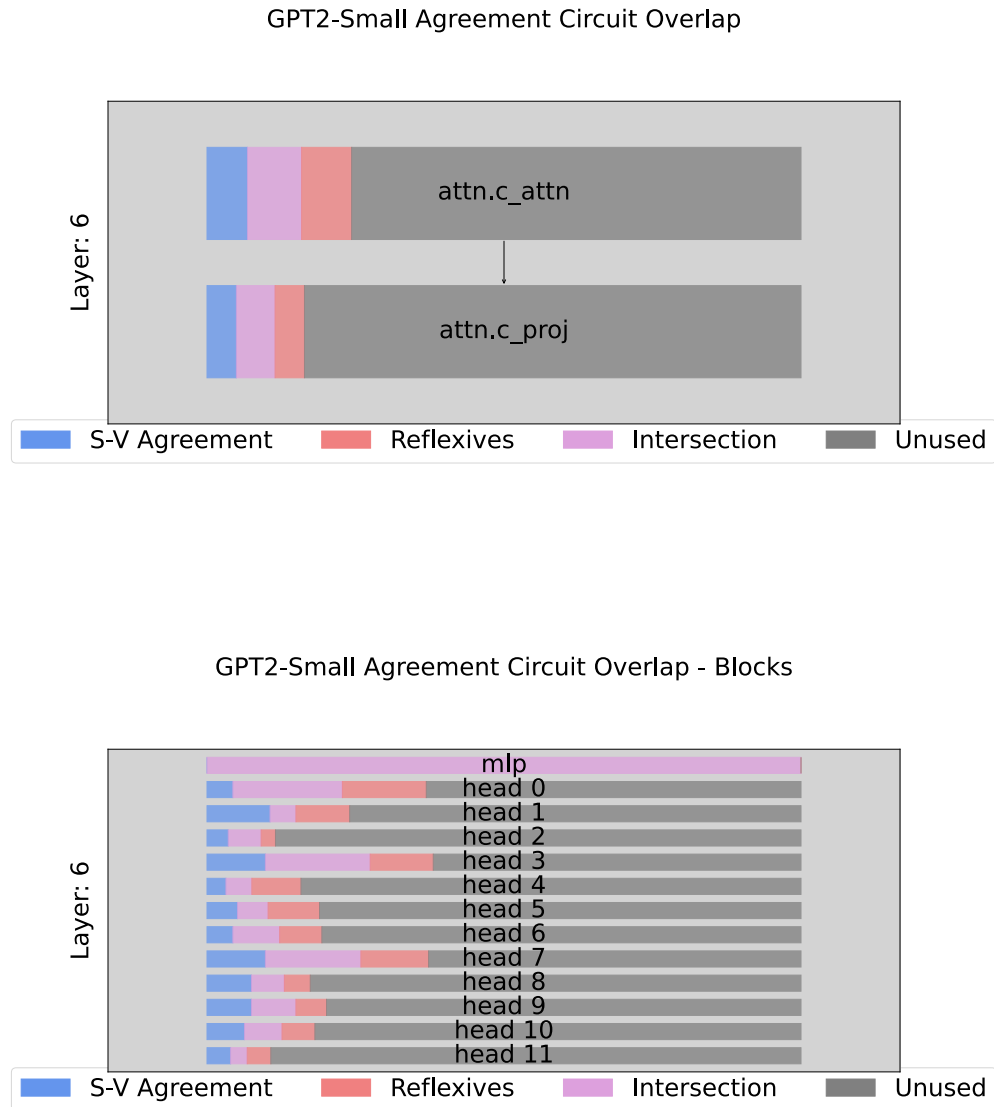 GPT2-Small Agreement Circuit Overlap
Layer: 6
attn.c_attn
attn.c_proj
S-V Agreement Reflexives Intersection Unused
GPT2-Small Agreement Circuit Overlap - Blocks
Layer: 6
mlp
head 0
head 1
head 2
head 3
head 4
head 5
head 6
head 7
head 8
head 9
head 10
head 11
S-V Agreement Reflexives Intersection Unused